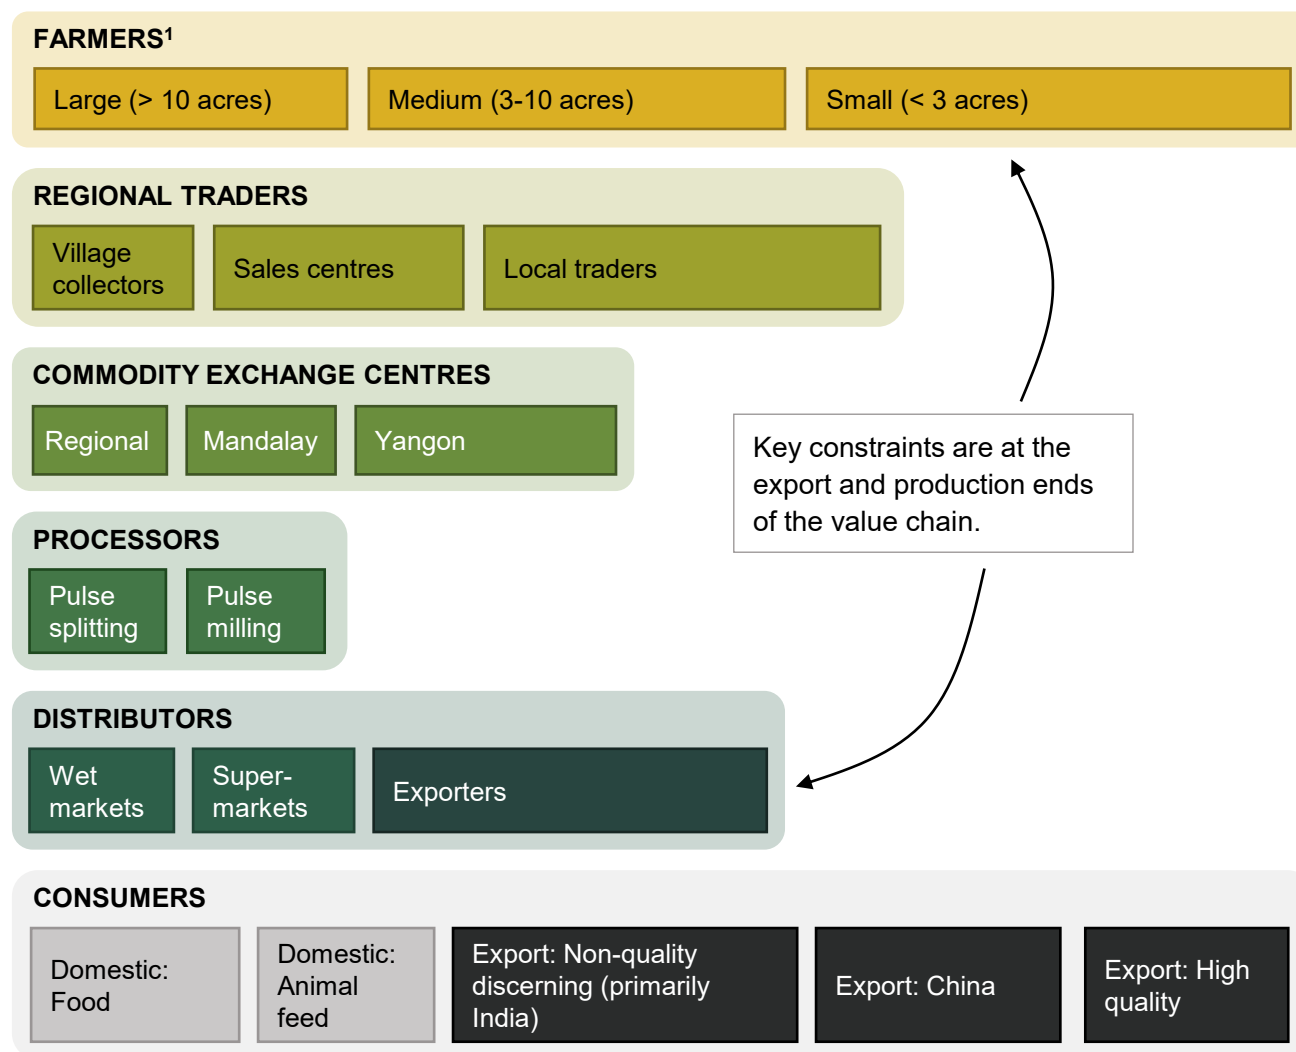 FARMERS¹
Large (> 10 acres)
Medium (3-10 acres)
Small (< 3 acres)
REGIONAL TRADERS
Village
collectors
Sales centres
Local traders
COMMODITY EXCHANGE CENTRES
Regional
Mandalay
Yangon
Key constraints are at the
export and production ends
of the value chain.
PROCESSORS
Pulse
splitting
Pulse
milling
DISTRIBUTORS
Wet
markets
Super-
markets
Exporters
CONSUMERS
Domestic:
Food
Domestic:
Animal
feed
Export: Non-quality
discerning (primarily
India)
Export: China
Export: High
quality